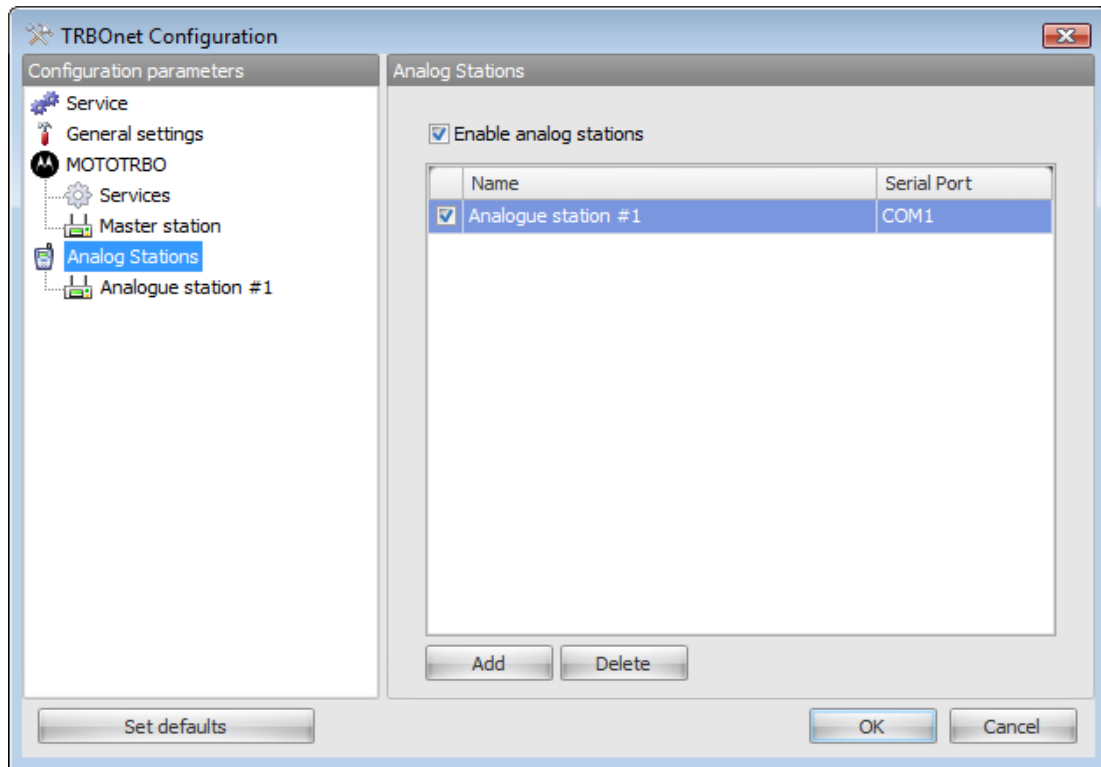 TRBOnet Configuration
Configuration parameters
Service
General settings
MOTOTRBO
Services
Master station
Analog Stations
Analogue station #1
Analog Stations
Enable analog stations
Name Serial Port
Analogue station #1 COM1
Add Delete
Set defaults OK Cancel